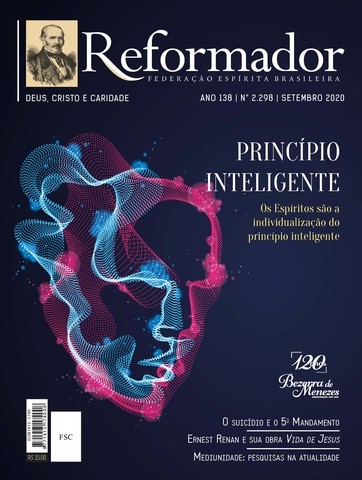 Reformador
FEDERAÇÃO ESPÍRITA BRASILEIRA
DEUS, CRISTO E CARIDADE
ANO 138 | Nº 2.298 | SETEMBRO 2020
PRINCÍPIO
INTELIGENTE
Os Espíritos são a
individualização do
princípio inteligente
120
Bezerra de
Menezes
O SUICÍDIO E O 5º MANDAMENTO
ERNEST RENAN E SUA OBRA VIDA DE JESUS
MEDIUNIDADE: PESQUISAS NA ATUALIDADE
FSC
R$ 15,00